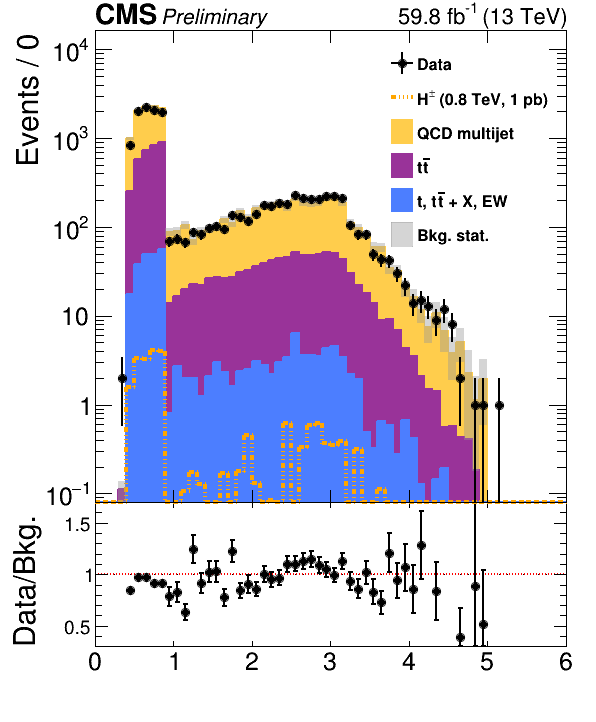 CMS Preliminary 59.8 fb⁻¹ (13 TeV)
Events / 0
10⁴
10³
10²
10
1
10⁻¹
Data
H± (0.8 TeV, 1 pb)
QCD multijet
tt̄
t, tt̄ + X, EW
Bkg. stat.
Data/Bkg.
1.5
1
0.5
0 1 2 3 4 5 6